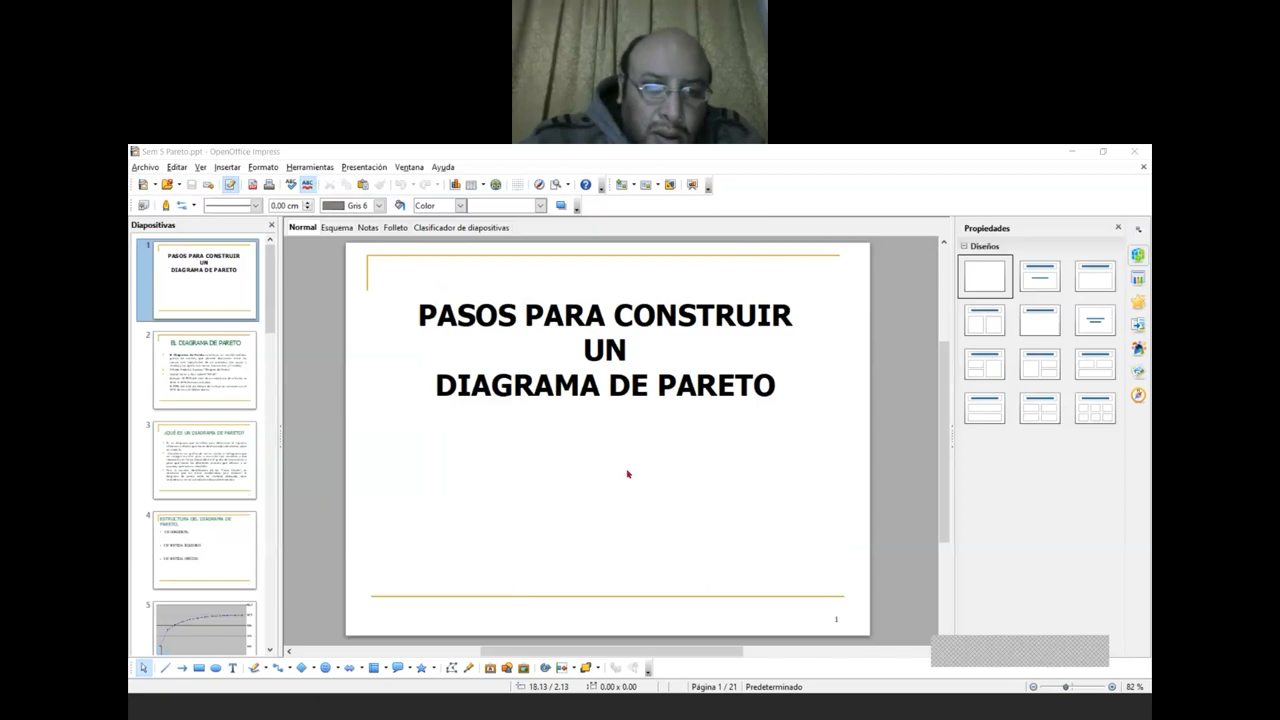 Sem 5 Pareto.ppt - OpenOffice Impress
Archivo Editar Ver Insertar Formato Herramientas Presentación Ventana Ayuda
0.00 cm Gris 6 Color
Diapositivas
Normal Esquema Notas Folleto Clasificador de diapositivas
Propiedades
Diseños
1
PASOS PARA CONSTRUIR
UN
DIAGRAMA DE PARETO
2
EL DIAGRAMA DE PARETO
3
¿QUÉ ES UN DIAGRAMA DE PARETO?
4
ESTRUCTURA DEL DIAGRAMA DE
PARETO.
5
PASOS PARA CONSTRUIR
UN
DIAGRAMA DE PARETO
1
18.13 / 2.13 0.00 x 0.00 Página 1 / 21 Predeterminado 82 %